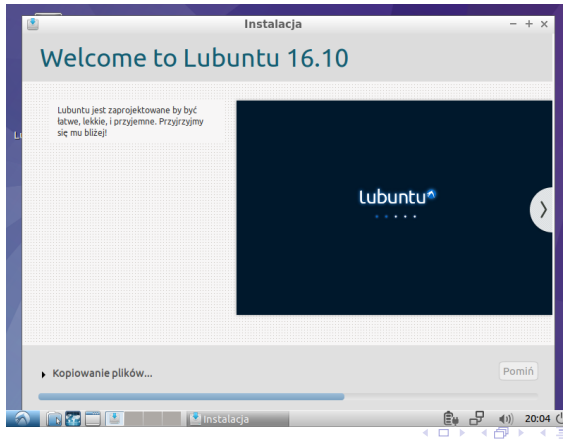 Instalacja
Welcome to Lubuntu 16.10
Lubuntu jest zaprojektowane by być
łatwe, lekkie, i przyjemne. Przyjrzyjmy
się mu bliżej!
lubuntu
Kopiowanie plików...
Pomiń
Instalacja
20:04